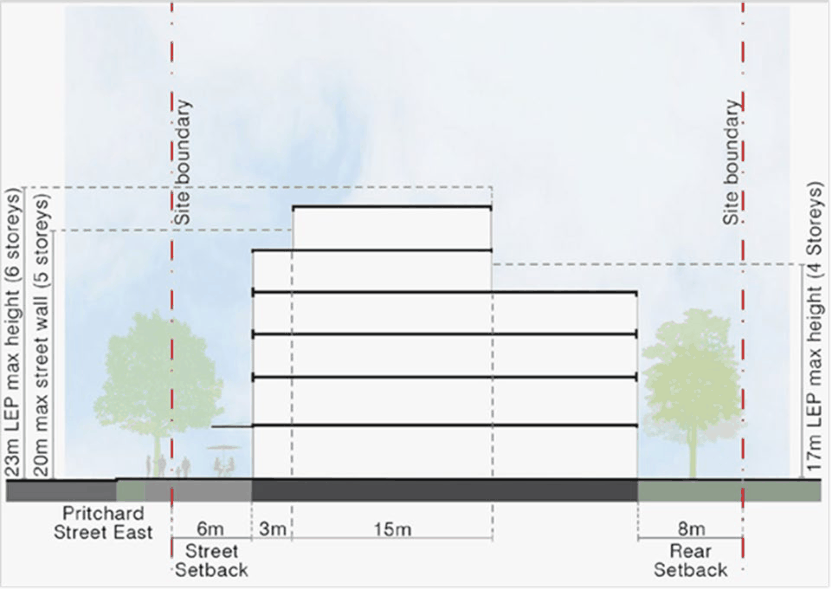 23m LEP max height (6 storeys)
20m max street wall (5 storeys)
Site boundary
Site boundary
17m LEP max height (4 Storeys)
Pritchard
Street East
6m
3m
15m
8m
Street
Setback
Rear
Setback